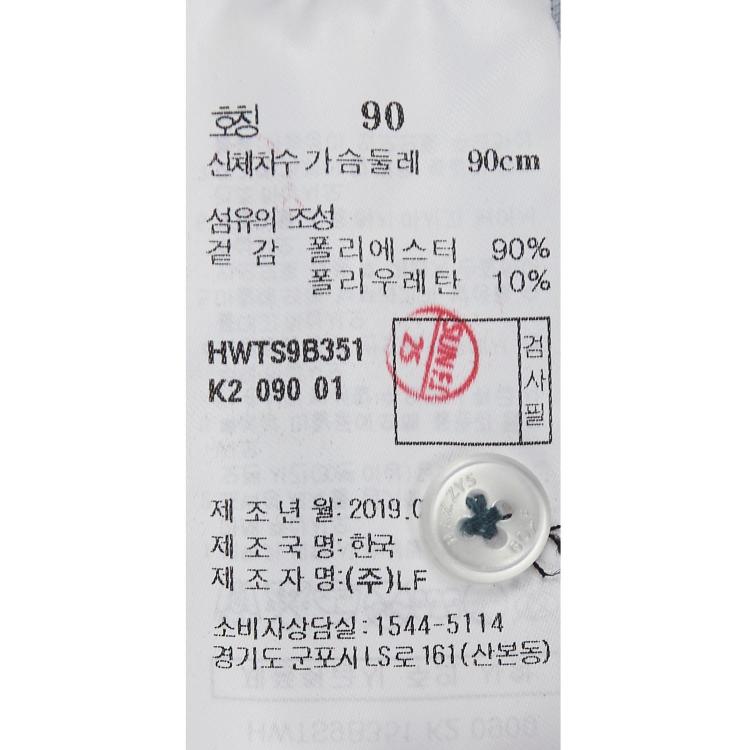 호칭 90
신체치수 가슴둘레 90cm
섬유의 조성
겉 감 폴리에스터 90%
폴리우레탄 10%
HWTS9B351
K2 090 01
검사필
25
제 조 년 월: 2019.0
제 조 국 명: 한국
제 조 자 명: (주)LF
소비자상담실: 1544-5114
경기도 군포시 LS로 161(산본동)